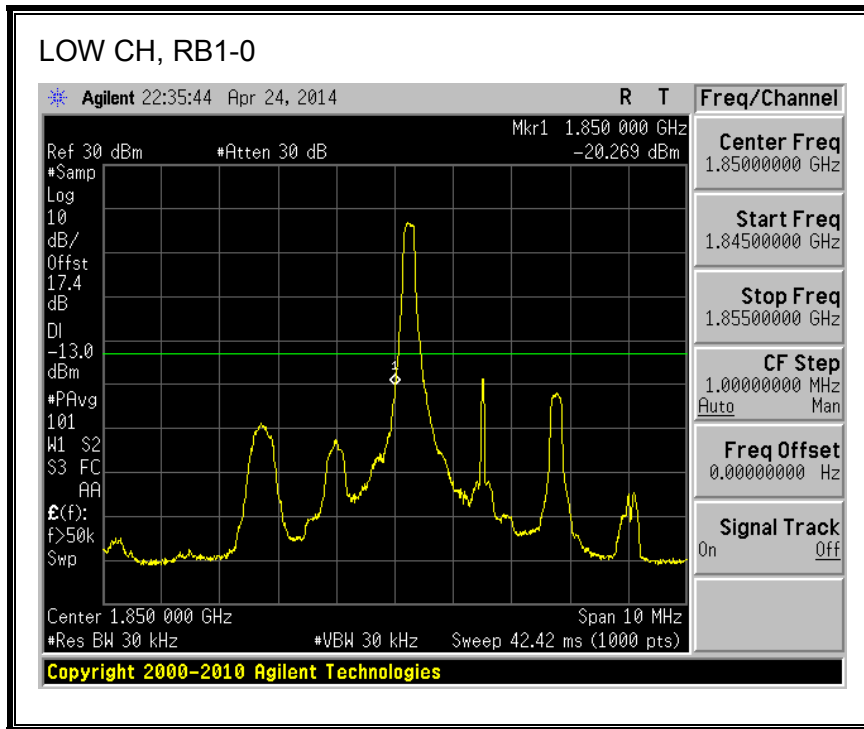 LOW CH, RB1-0
Agilent 22:35:44 Apr 24, 2014 R T
Mkr1 1.850 000 GHz
Ref 30 dBm #Atten 30 dB -20.269 dBm
#Samp
Log
10
dB/
Offst
17.4
dB
DI
-13.0
dBm
#PAvg
101
W1 S2
S3 FC
AA
£(f):
f>50k
Swp
1
Center 1.850 000 GHz Span 10 MHz
#Res BW 30 kHz #VBW 30 kHz Sweep 42.42 ms (1000 pts)
Copyright 2000-2010 Agilent Technologies
Freq/Channel
Center Freq
1.85000000 GHz
Start Freq
1.84500000 GHz
Stop Freq
1.85500000 GHz
CF Step
1.00000000 MHz
Auto Man
Freq Offset
0.00000000 Hz
Signal Track
On Off